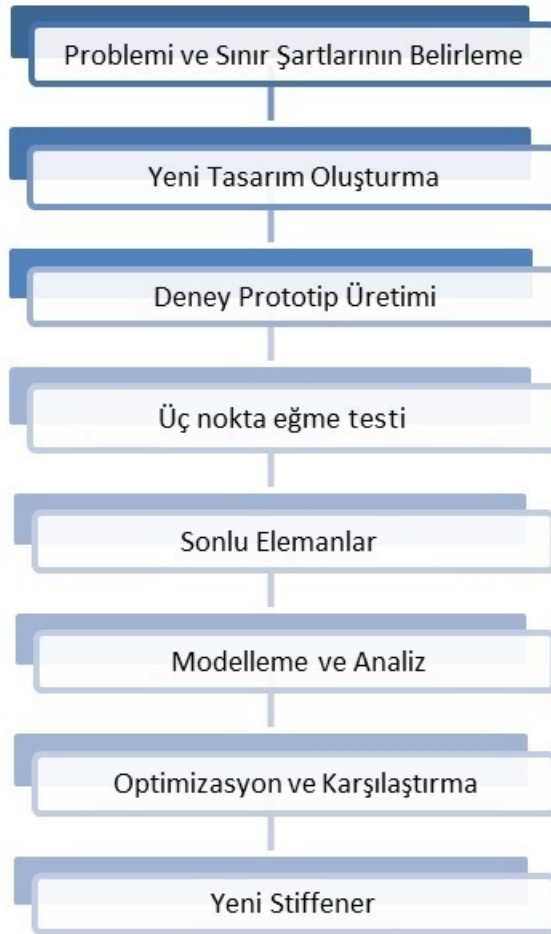 Problemi ve Sınır Şartlarının Belirleme
Yeni Tasarım Oluşturma
Deney Prototip Üretimi
Üç nokta eğme testi
Sonlu Elemanlar
Modelleme ve Analiz
Optimizasyon ve Karşılaştırma
Yeni Stiffener